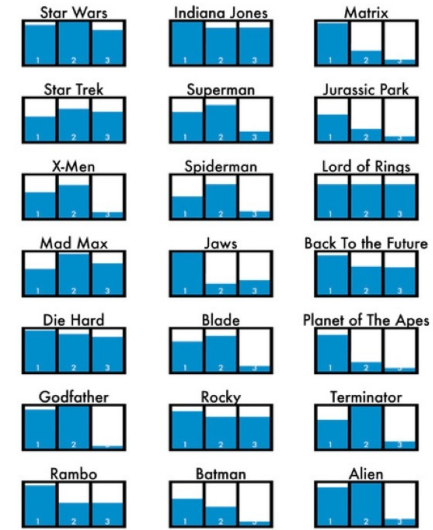 Star Wars Indiana Jones Matrix
1 2 3 1 2 3 1 2 3
Star Trek Superman Jurassic Park
1 2 3 1 2 3 1 2 3
X-Men Spiderman Lord of Rings
1 2 3 1 2 3 1 2 3
Mad Max Jaws Back To the Future
1 2 3 1 2 3 1 2 3
Die Hard Blade Planet of The Apes
1 2 3 1 2 3 1 2 3
Godfather Rocky Terminator
1 2 3 1 2 3 1 2 3
Rambo Batman Alien
1 2 3 1 2 3 1 2 3